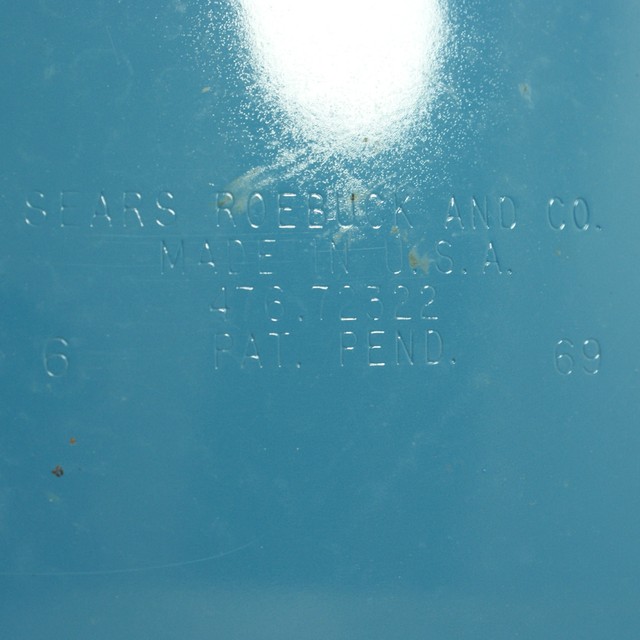 SEARS ROEBUCK AND CO.
MADE IN U.S.A.
476.72322
6 PAT. PEND. 69